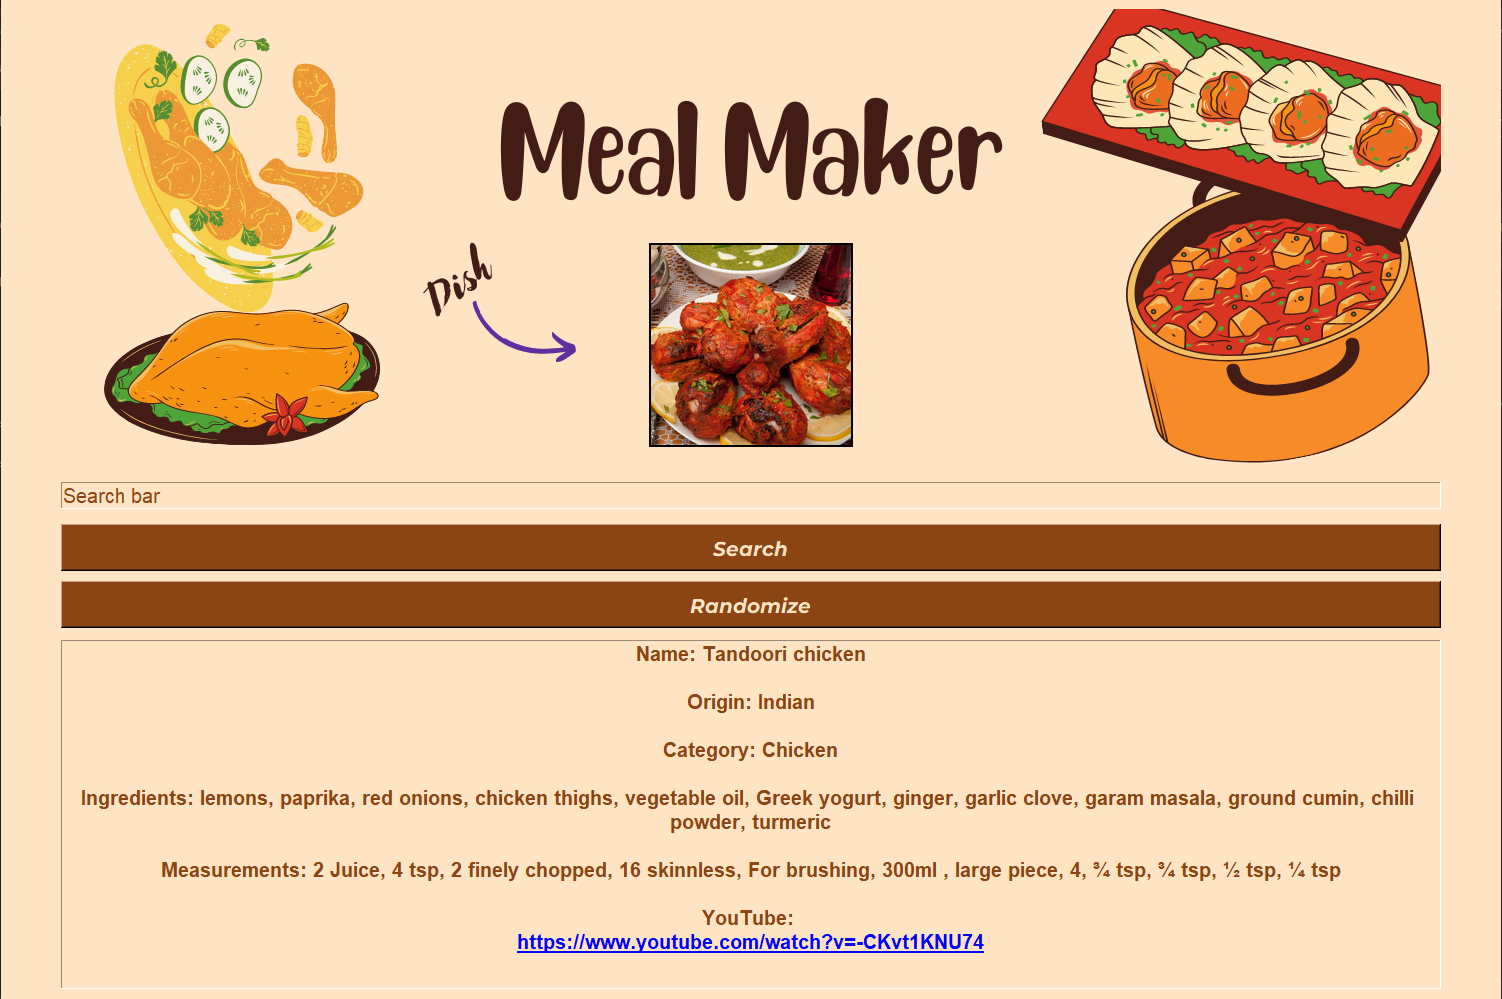 Meal Maker
Dish
Search bar
Search
Randomize
Name: Tandoori chicken
Origin: Indian
Category: Chicken
Ingredients: lemons, paprika, red onions, chicken thighs, vegetable oil, Greek yogurt, ginger, garlic clove, garam masala, ground cumin, chilli
powder, turmeric
Measurements: 2 Juice, 4 tsp, 2 finely chopped, 16 skinnless, For brushing, 300ml , large piece, 4, ¾ tsp, ¾ tsp, ½ tsp, ¼ tsp
YouTube:
https://www.youtube.com/watch?v=-CKvt1KNU74